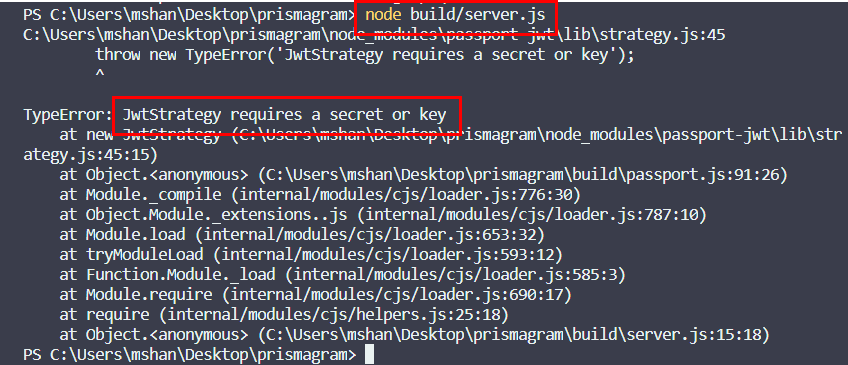 PS C:\Users\mshan\Desktop\prismagram> node build/server.js
C:\Users\mshan\Desktop\prismagram\node_modules\passport-jwt\lib\strategy.js:45
        throw new TypeError('JwtStrategy requires a secret or key');
        ^
TypeError: JwtStrategy requires a secret or key
    at new JwtStrategy (C:\Users\mshan\Desktop\prismagram\node_modules\passport-jwt\lib\str
ategy.js:45:15)
    at Object.<anonymous> (C:\Users\mshan\Desktop\prismagram\build\passport.js:91:26)
    at Module._compile (internal/modules/cjs/loader.js:776:30)
    at Object.Module._extensions..js (internal/modules/cjs/loader.js:787:10)
    at Module.load (internal/modules/cjs/loader.js:653:32)
    at tryModuleLoad (internal/modules/cjs/loader.js:593:12)
    at Function.Module._load (internal/modules/cjs/loader.js:585:3)
    at Module.require (internal/modules/cjs/loader.js:690:17)
    at require (internal/modules/cjs/helpers.js:25:18)
    at Object.<anonymous> (C:\Users\mshan\Desktop\prismagram\build\server.js:15:18)
PS C:\Users\mshan\Desktop\prismagram>